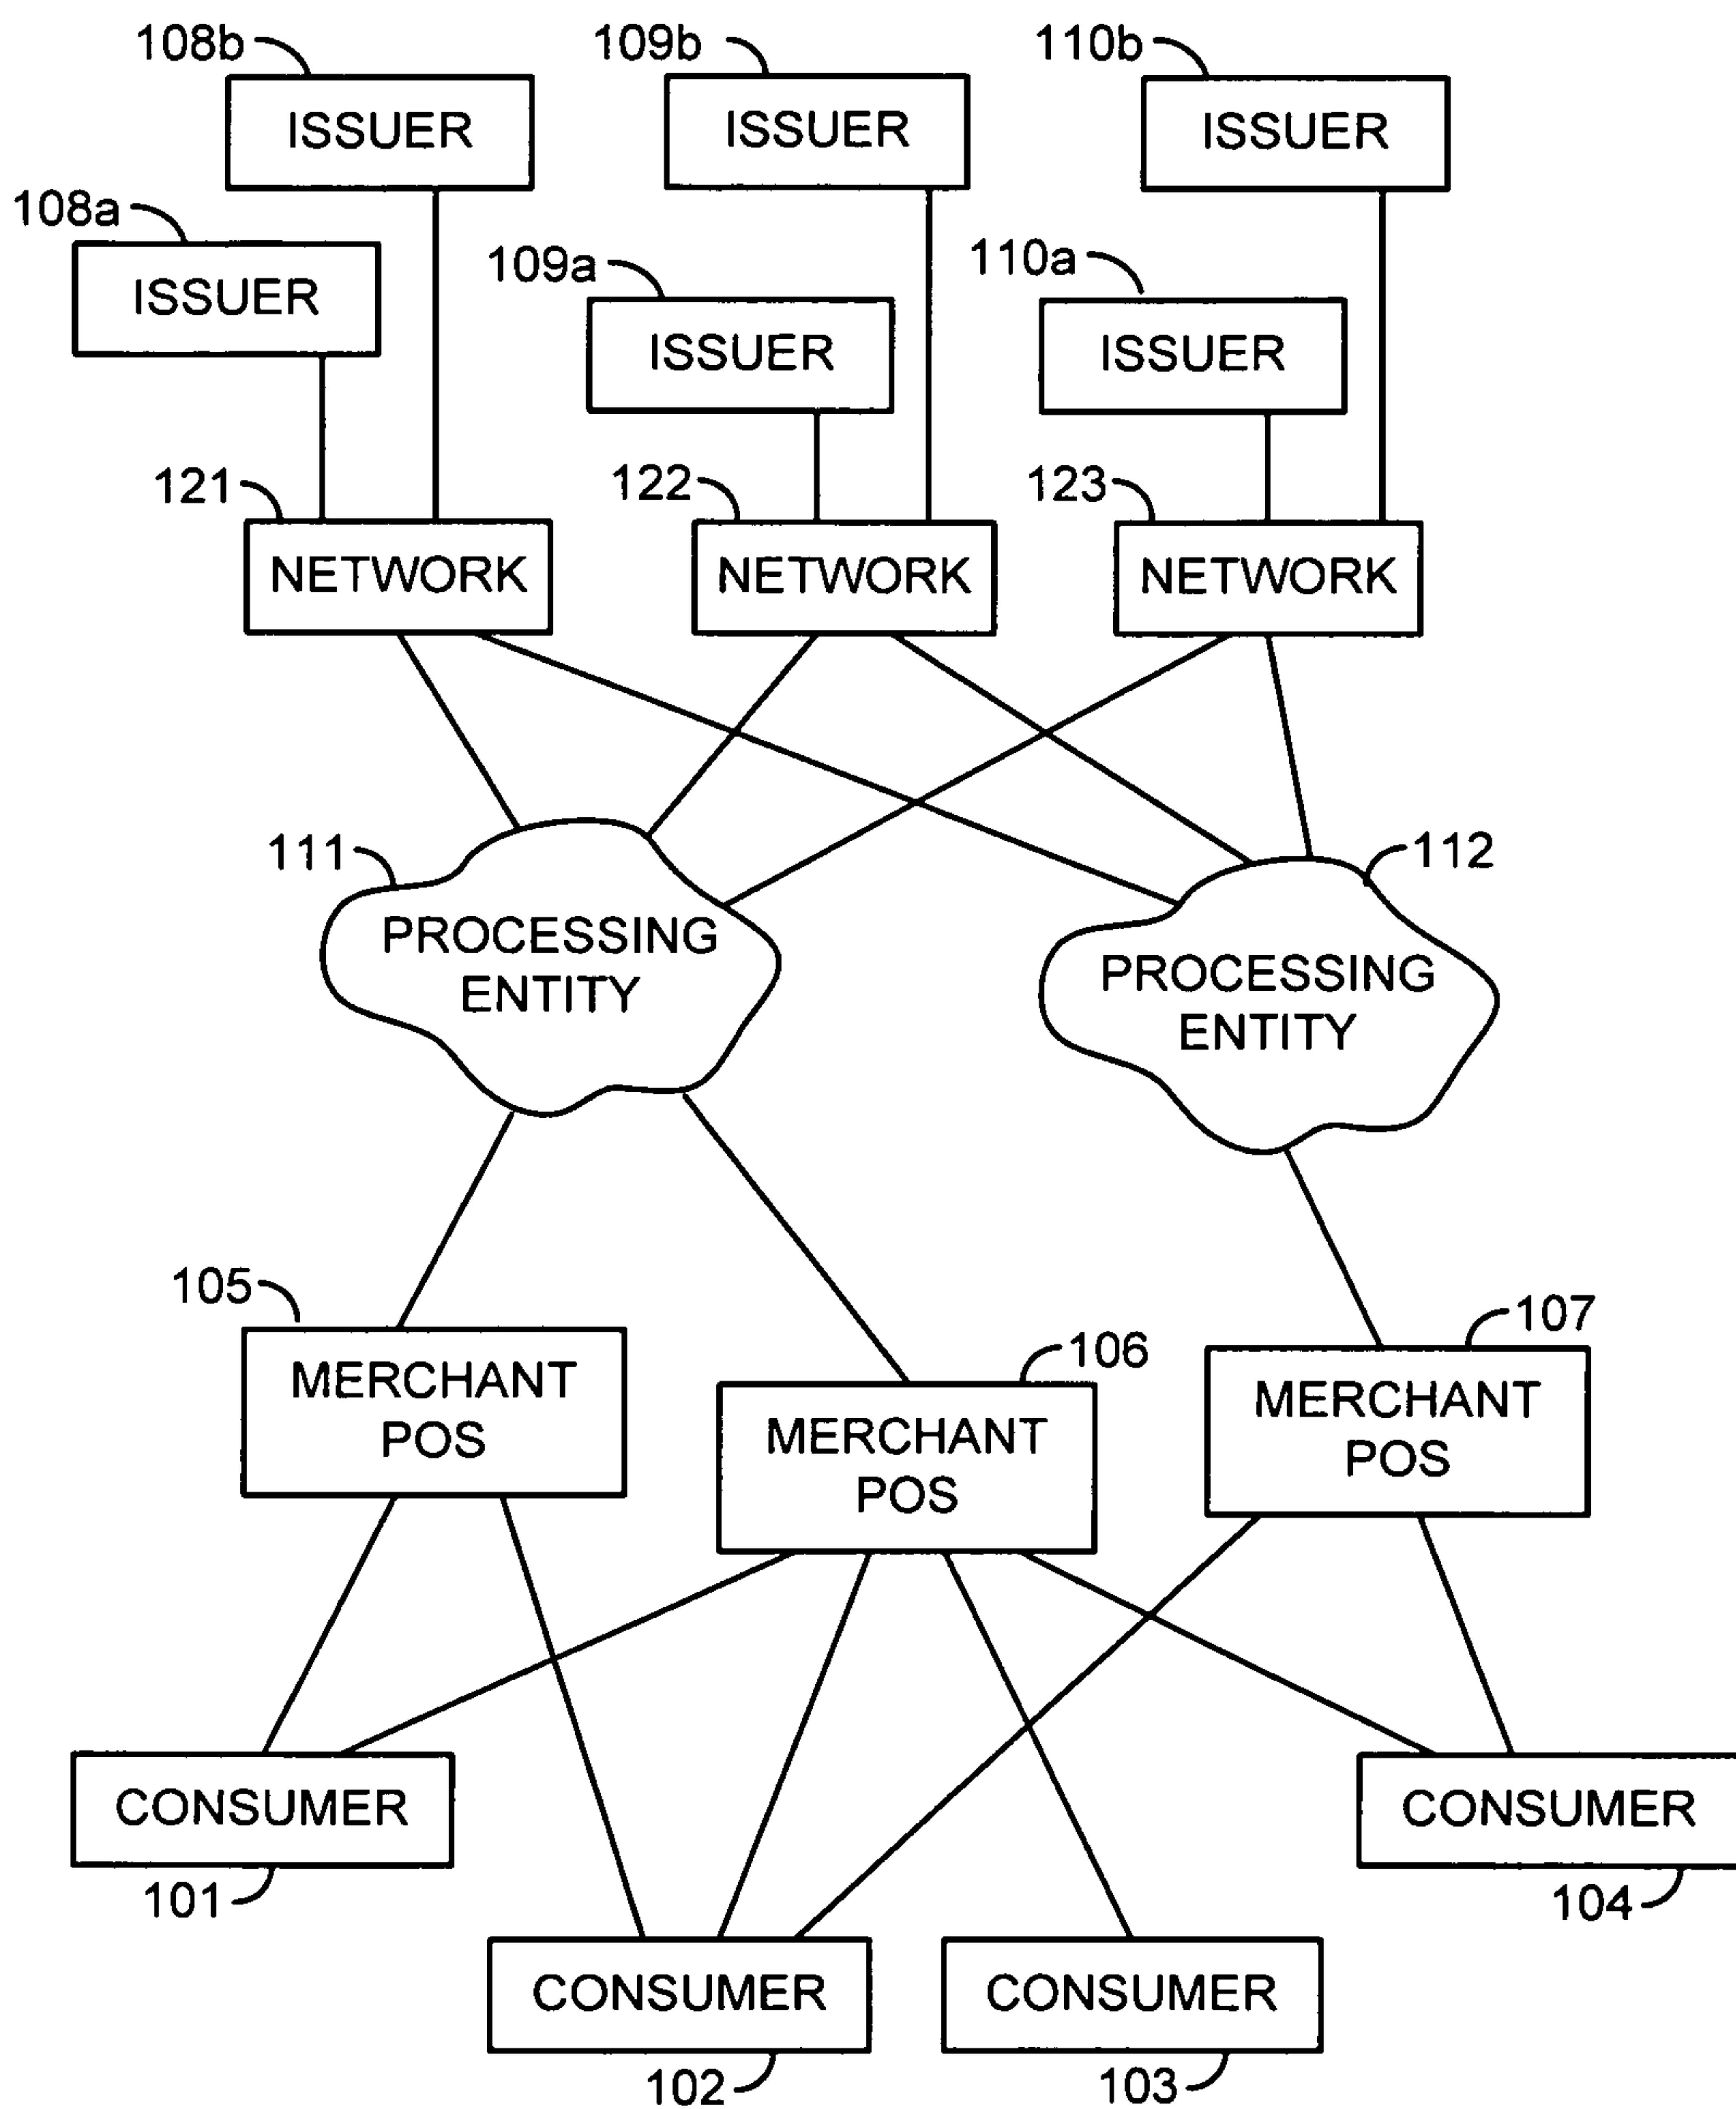 108b
109b
110b
ISSUER
ISSUER
ISSUER
108a
109a
110a
ISSUER
ISSUER
ISSUER
121
122
123
NETWORK
NETWORK
NETWORK
111
112
PROCESSING
ENTITY
PROCESSING
ENTITY
105
106
107
MERCHANT
POS
MERCHANT
POS
MERCHANT
POS
CONSUMER
CONSUMER
101
104
CONSUMER
CONSUMER
102
103